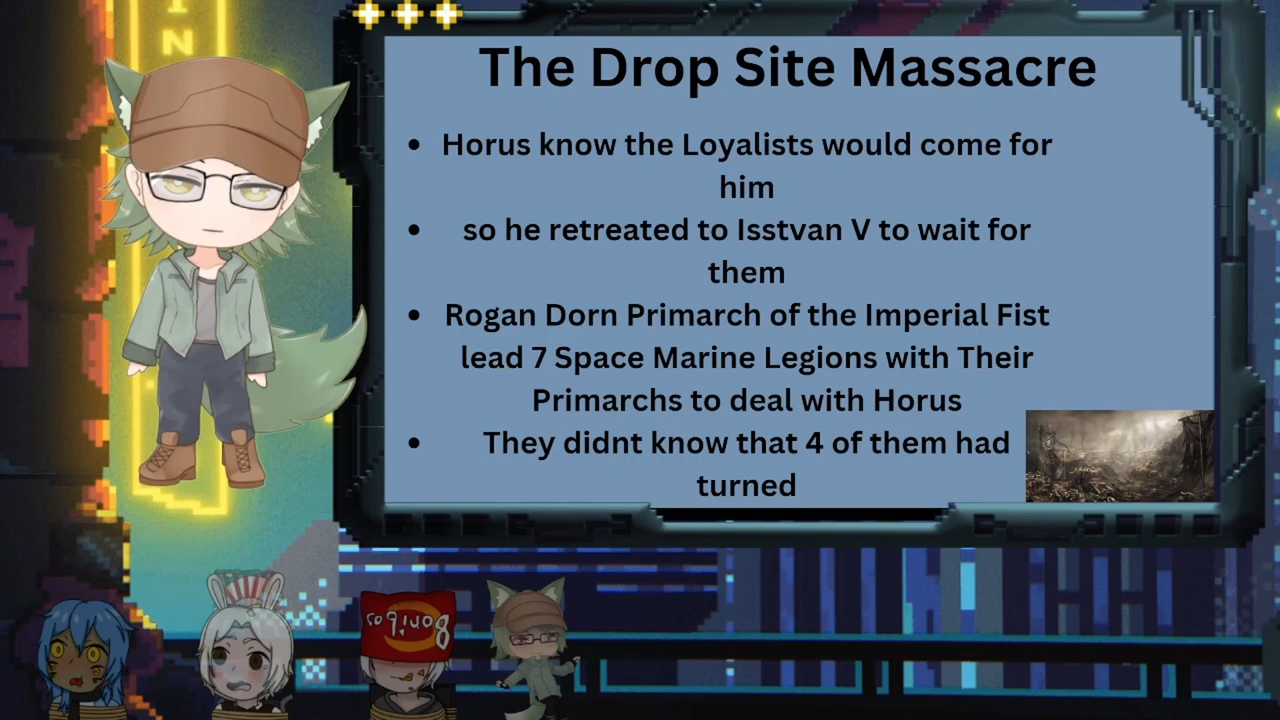 I
N
The Drop Site Massacre
• Horus know the Loyalists would come for
him
• so he retreated to Isstvan V to wait for
them
• Rogan Dorn Primarch of the Imperial Fist
lead 7 Space Marine Legions with Their
Primarchs to deal with Horus
• They didnt know that 4 of them had
turned